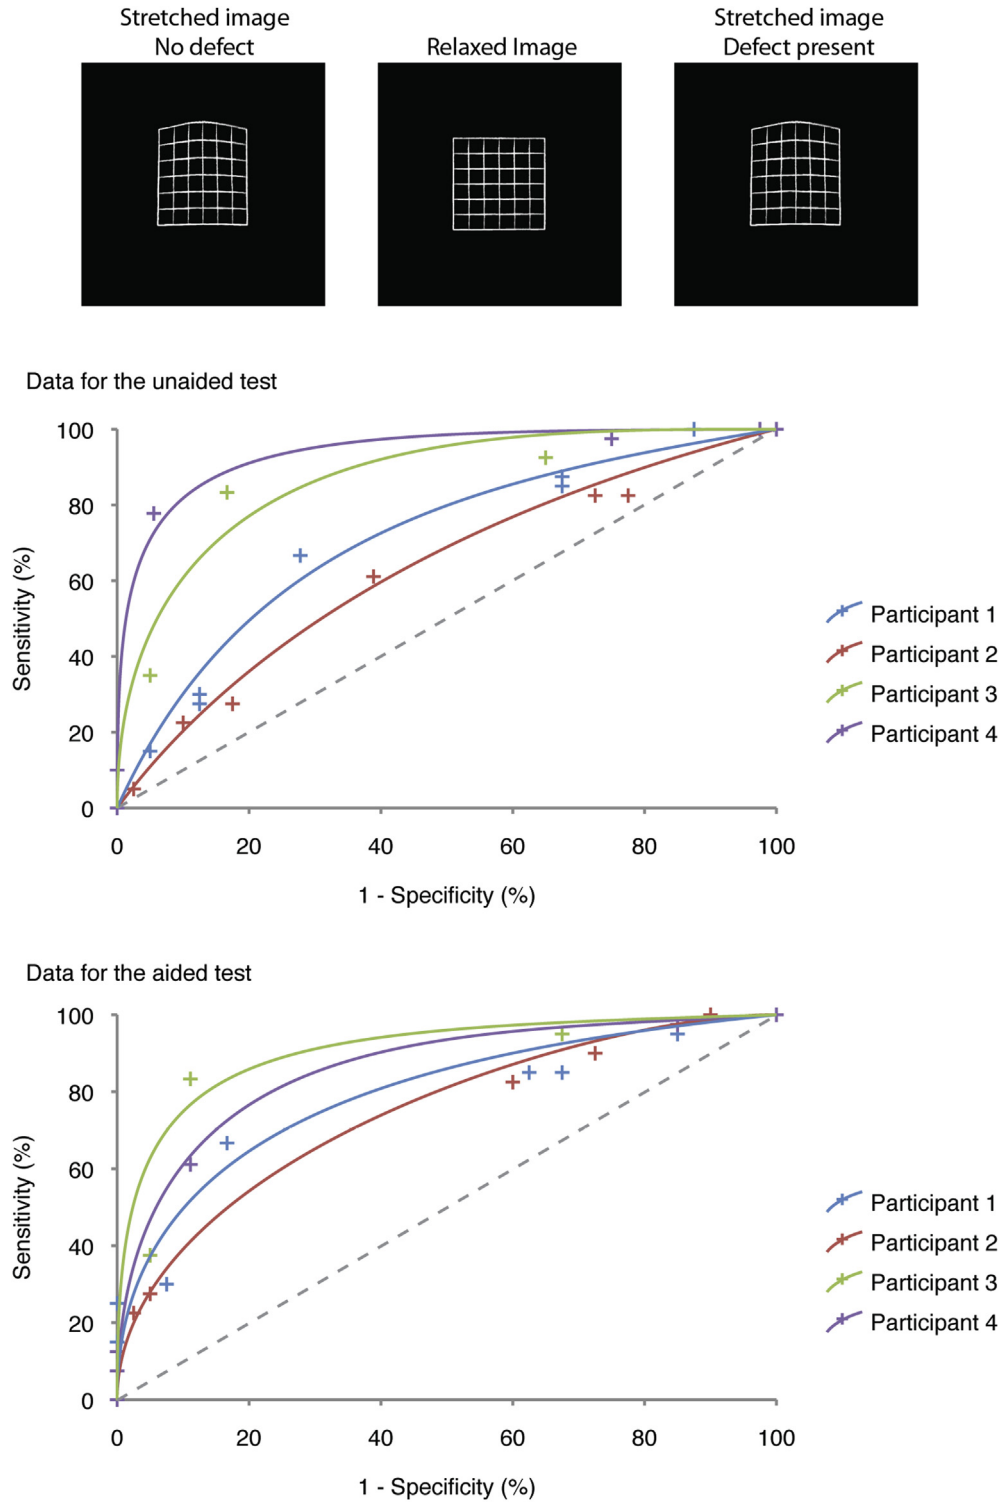 Stretched image
No defect
Relaxed Image
Stretched image
Defect present
Data for the unaided test
100
80
60
40
20
0
Sensitivity (%)
0 20 40 60 80 100
1 - Specificity (%)
Participant 1
Participant 2
Participant 3
Participant 4
Data for the aided test
100
80
60
40
20
0
Sensitivity (%)
0 20 40 60 80 100
1 - Specificity (%)
Participant 1
Participant 2
Participant 3
Participant 4